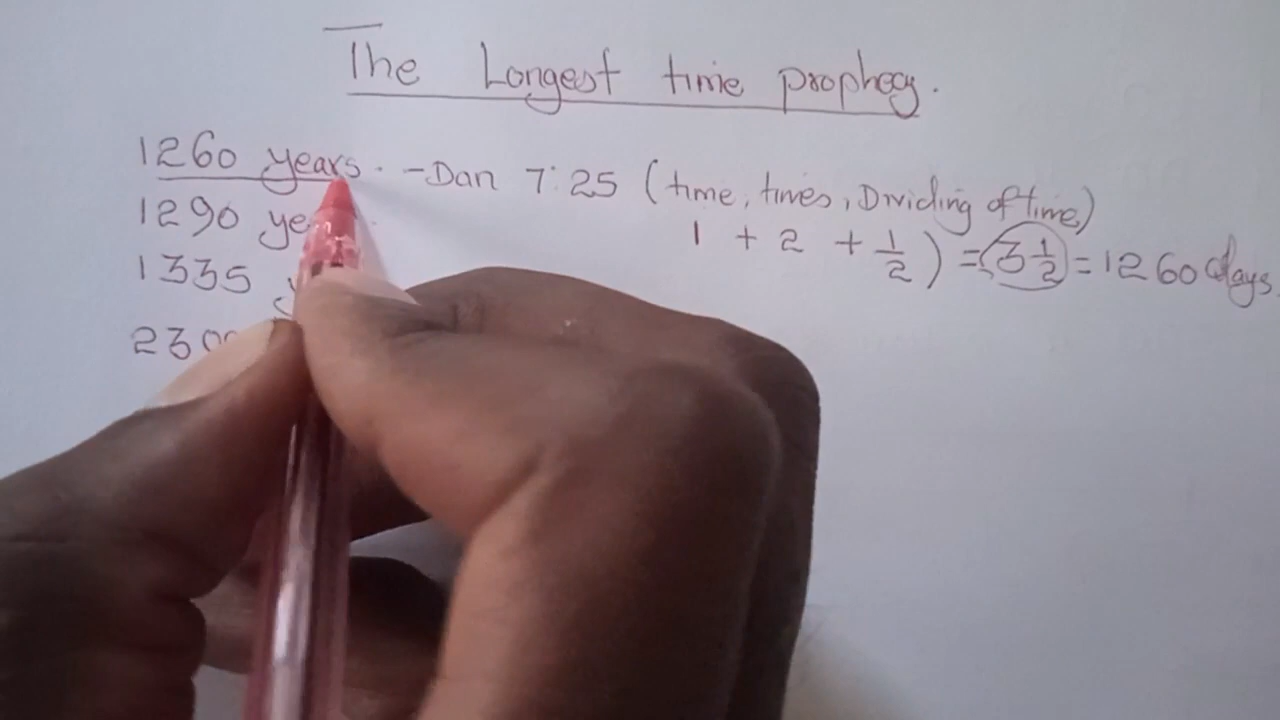 The Longest time prophecy.
1260 years. - Dan 7:25 (time, times, Dividing of time)
1 + 2 + 1/2) = (3 1/2) = 1260 days
1290
1335